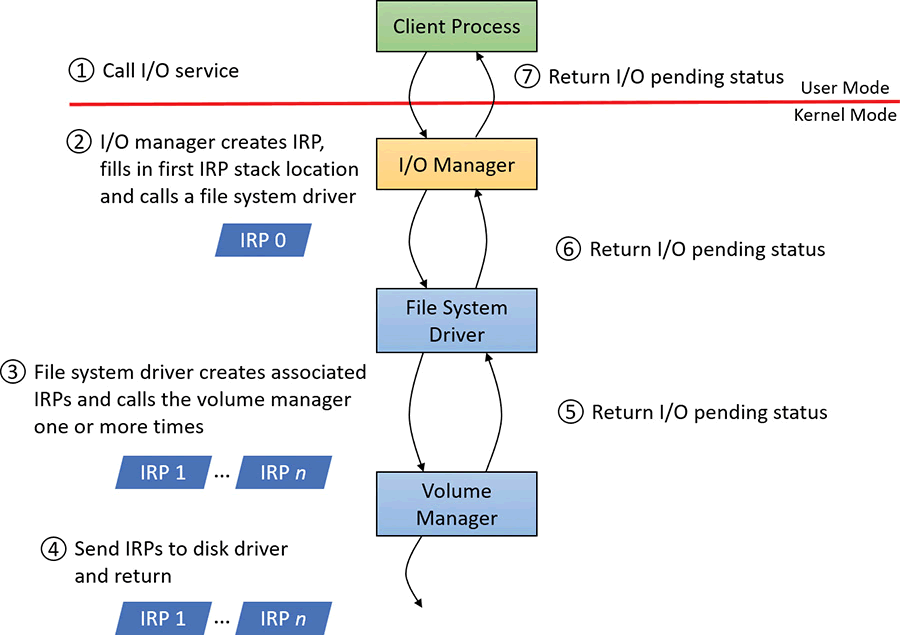 Client Process
① Call I/O service
⑦ Return I/O pending status
User Mode
Kernel Mode
② I/O manager creates IRP,
fills in first IRP stack location
and calls a file system driver
I/O Manager
IRP 0
⑥ Return I/O pending status
File System
Driver
③ File system driver creates associated
IRPs and calls the volume manager
one or more times
⑤ Return I/O pending status
IRP 1 ... IRP n
Volume
Manager
④ Send IRPs to disk driver
and return
IRP 1 ... IRP n